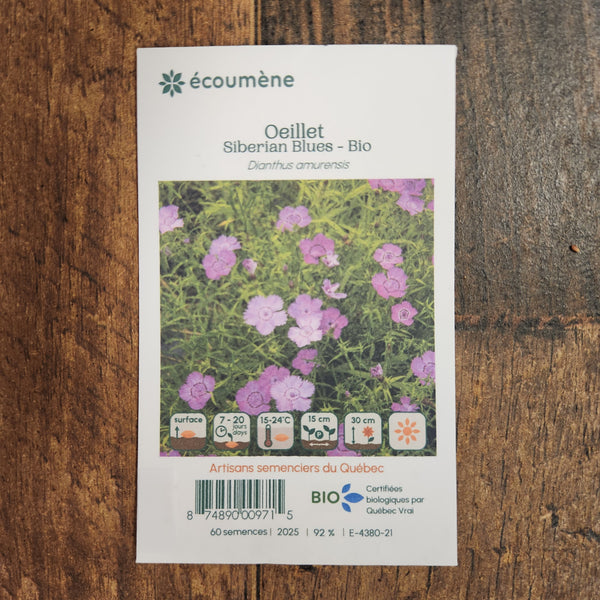 écoumène
Oeillet
Siberian Blues - Bio
Dianthus amurensis
surface
7 - 20
jours
days
15-24°C
15 cm
30 cm
Artisans semenciers du Québec
8 74890 00971 5
BIO
Certifiées
biologiques par
Québec Vrai
60 semences | 2025 | 92 % | E-4380-21